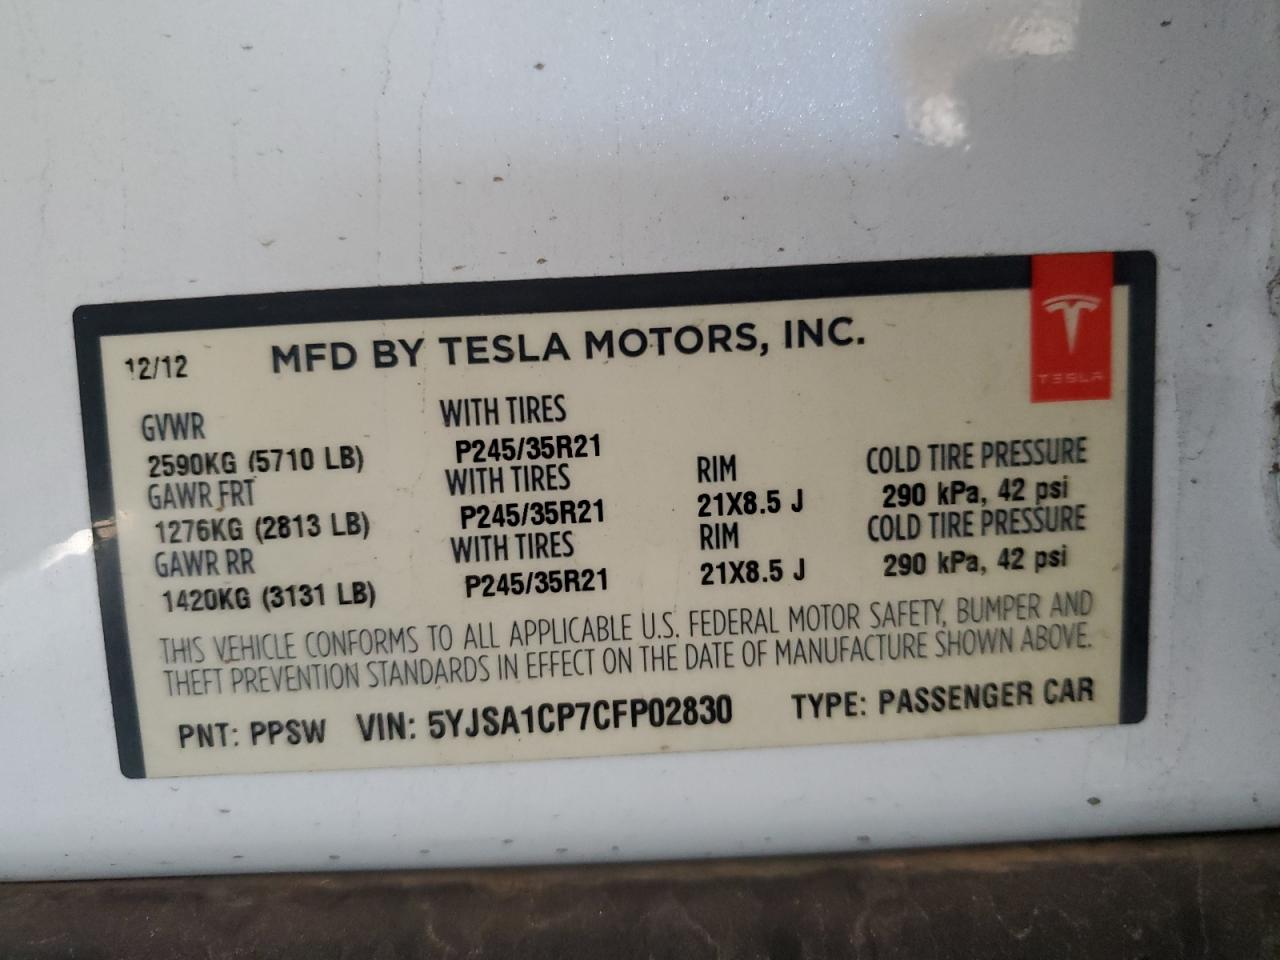 12/12 MFD BY TESLA MOTORS, INC.
TESLA
GVWR WITH TIRES
2590KG (5710 LB) P245/35R21
GAWR FRT WITH TIRES RIM COLD TIRE PRESSURE
1276KG (2813 LB) P245/35R21 21X8.5 J 290 kPa, 42 psi
GAWR RR WITH TIRES RIM COLD TIRE PRESSURE
1420KG (3131 LB) P245/35R21 21X8.5 J 290 kPa, 42 psi
THIS VEHICLE CONFORMS TO ALL APPLICABLE U.S. FEDERAL MOTOR SAFETY, BUMPER AND
THEFT PREVENTION STANDARDS IN EFFECT ON THE DATE OF MANUFACTURE SHOWN ABOVE.
PNT: PPSW VIN: 5YJSA1CP7CFP02830 TYPE: PASSENGER CAR